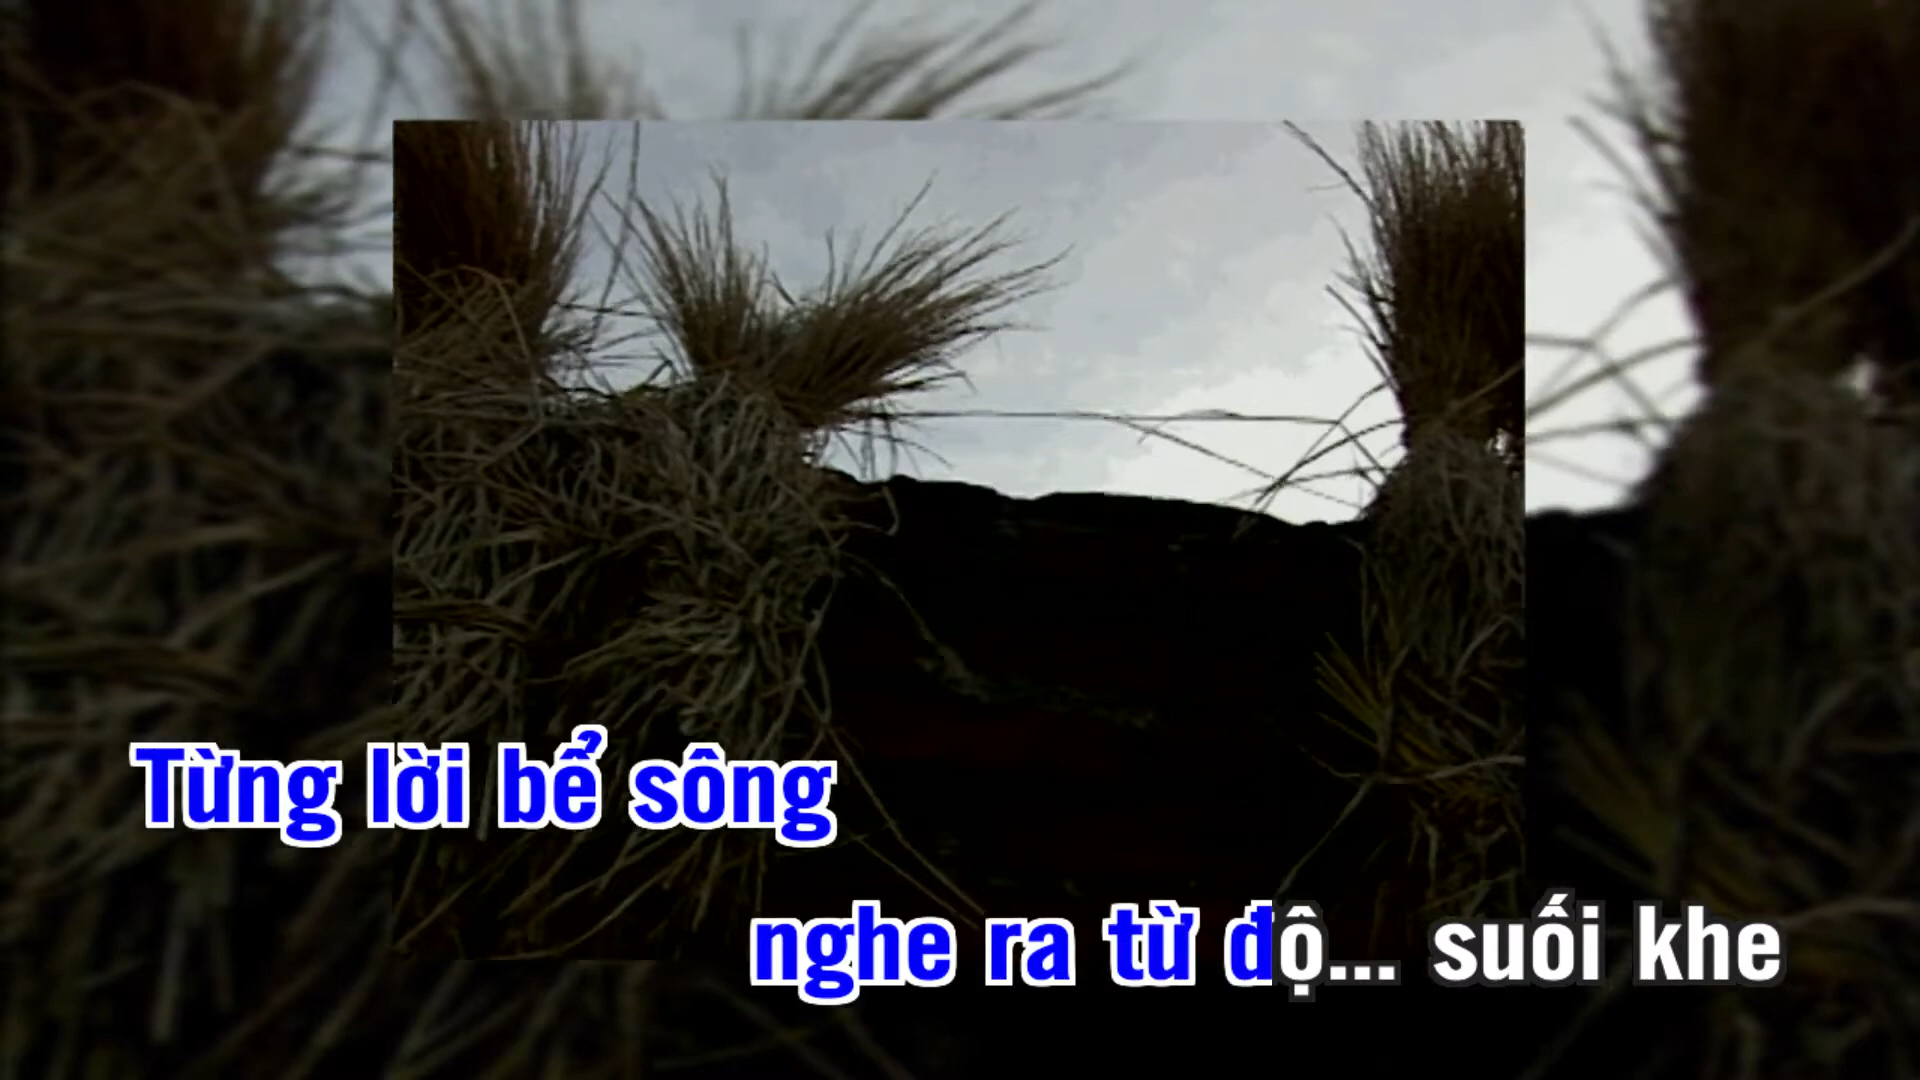 Từng lời bể sông
nghe ra từ độ... suối khe